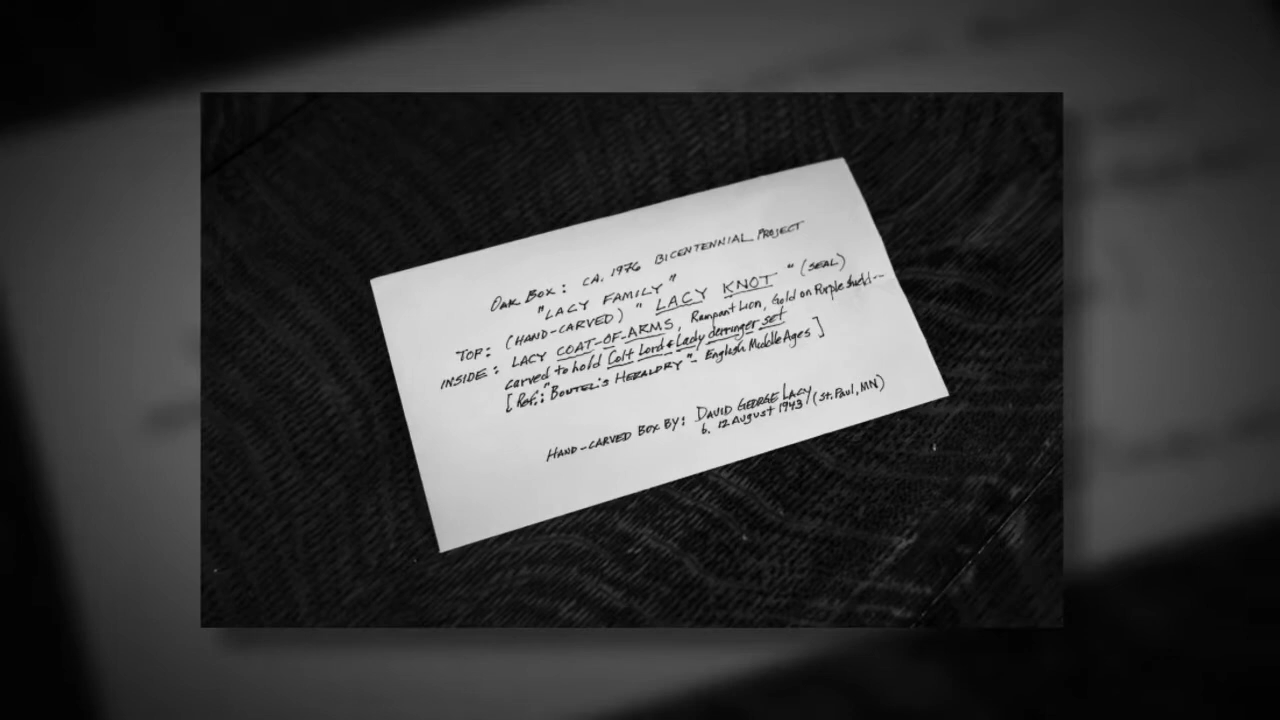 OAK BOX: CA. 1976 BICENTENNIAL PROJECT
"LACY FAMILY"
TOP: (HAND-CARVED) "LACY KNOT" (SEAL)
INSIDE: LACY COAT-OF-ARMS, Rampant Lion, Gold on Purple shield--
carved to hold Colt Lord & Lady derringer set
[Ref.: "BOUTEL'S HERALDRY" - English Middle Ages]
HAND-CARVED BOX BY: DAVID GEORGE LACY
b. 12 August 1943 (St. Paul, MN)